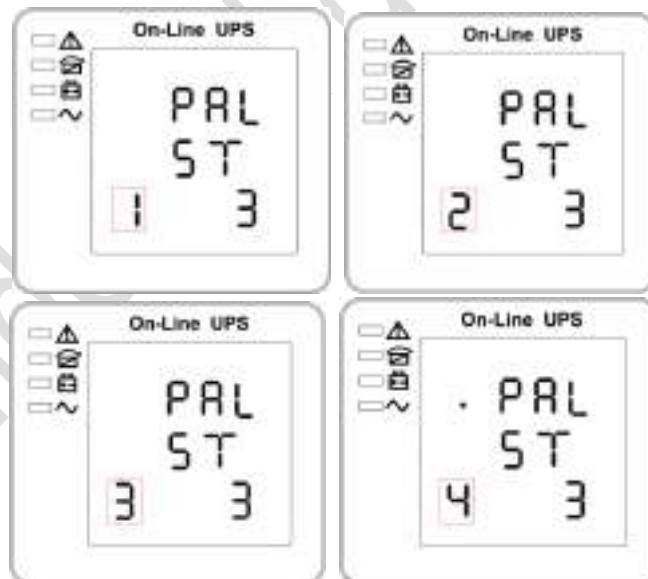 On-Line UPS
PAL
ST
1 3
On-Line UPS
PAL
ST
2 3
On-Line UPS
PAL
ST
3 3
On-Line UPS
PAL
ST
4 3